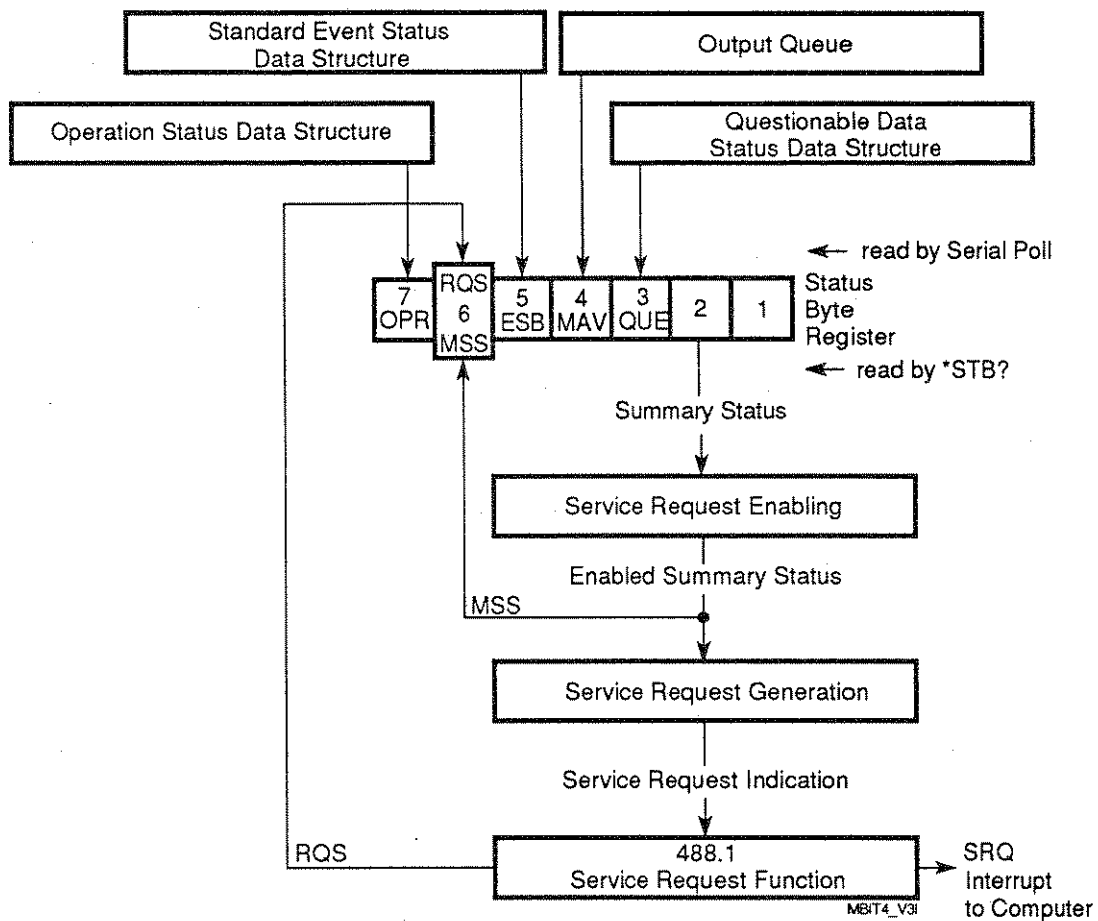 Standard Event Status
Data Structure
Output Queue
Operation Status Data Structure
Questionable Data
Status Data Structure
read by Serial Poll
7
OPR
RQS
6
MSS
5
ESB
4
MAV
3
QUE
2
1
Status
Byte
Register
read by *STB?
Summary Status
Service Request Enabling
Enabled Summary Status
MSS
Service Request Generation
Service Request Indication
RQS
488.1
Service Request Function
SRQ
Interrupt
to Computer
MBIT4_V3I